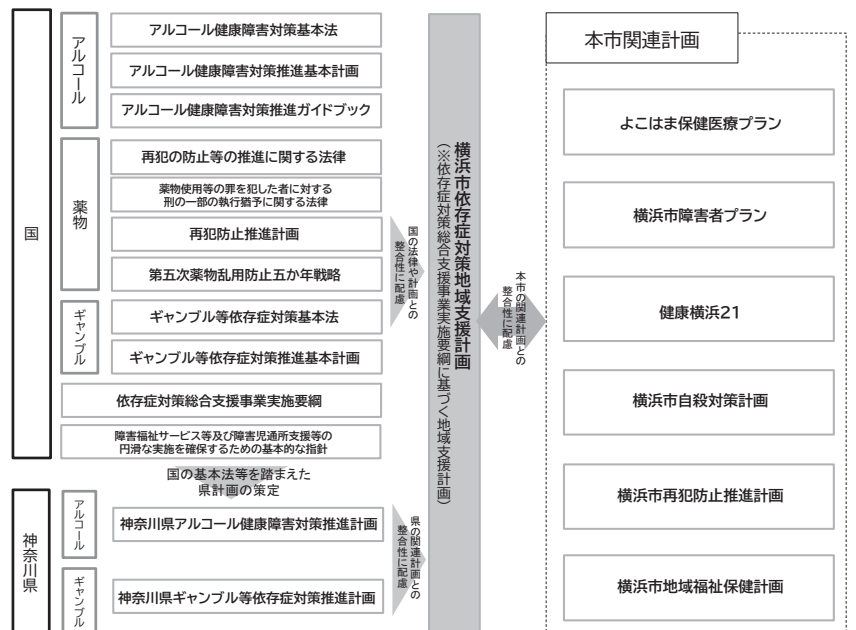 国
アルコール
アルコール健康障害対策基本法
アルコール健康障害対策推進基本計画
アルコール健康障害対策推進ガイドブック
薬物
再犯の防止等の推進に関する法律
薬物使用等の罪を犯した者に対する
刑の一部の執行猶予に関する法律
再犯防止推進計画
第五次薬物乱用防止五か年戦略
ギャンブル
ギャンブル等依存症対策基本法
ギャンブル等依存症対策推進基本計画
依存症対策総合支援事業実施要綱
障害福祉サービス等及び障害児通所支援等の
円滑な実施を確保するための基本的な指針
国の基本法等を踏まえた
県計画の策定
神奈川県
アルコール
神奈川県アルコール健康障害対策推進計画
ギャンブル
神奈川県ギャンブル等依存症対策推進計画
国の法律や計画との
整合性に配慮
県の関連計画との
整合性に配慮
横浜市依存症対策地域支援計画
(※依存症対策総合支援事業実施要綱に基づく地域支援計画)
本市の関連計画との
整合性に配慮
本市関連計画
よこはま保健医療プラン
横浜市障害者プラン
健康横浜21
横浜市自殺対策計画
横浜市再犯防止推進計画
横浜市地域福祉保健計画